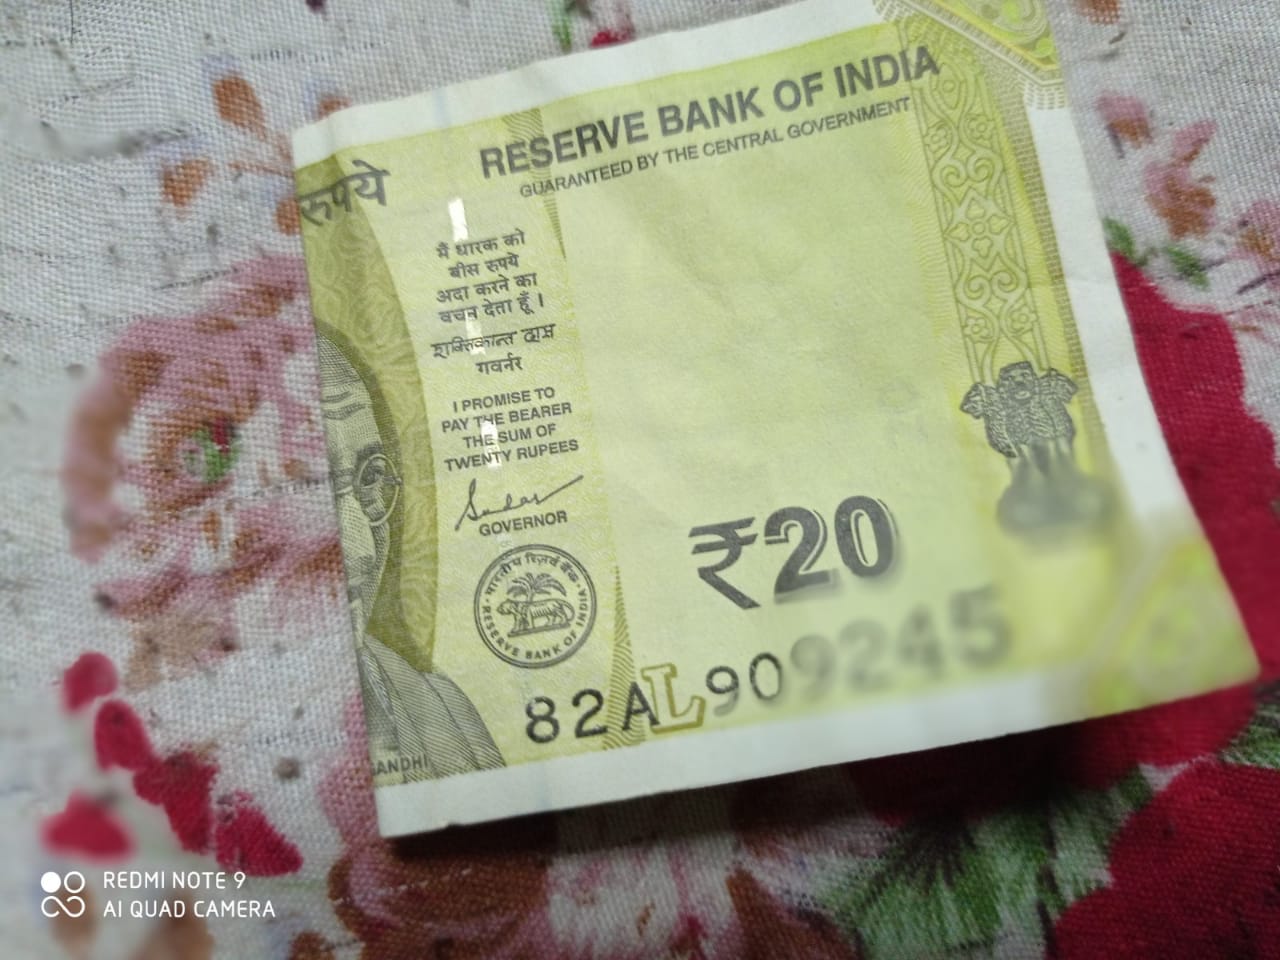 RESERVE BANK OF INDIA
GUARANTEED BY THE CENTRAL GOVERNMENT
रुपये
मैं धारक को
बीस रुपये
अदा करने का
वचन देता हूँ ।
शक्तिकान्त दास
गवर्नर
I PROMISE TO
PAY THE BEARER
THE SUM OF
TWENTY RUPEES
GOVERNOR
भारतीय रिज़र्व बैंक
RESERVE BANK OF INDIA
₹20
82AL909245
GANDHI
REDMI NOTE 9
AI QUAD CAMERA